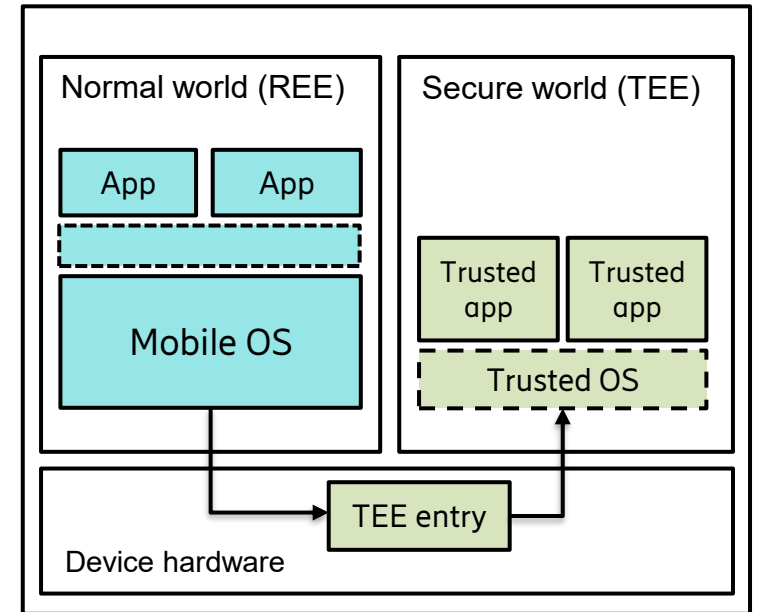 Normal world (REE)
Secure world (TEE)
App
App
Mobile OS
Trusted
app
Trusted
app
Trusted OS
TEE entry
Device hardware